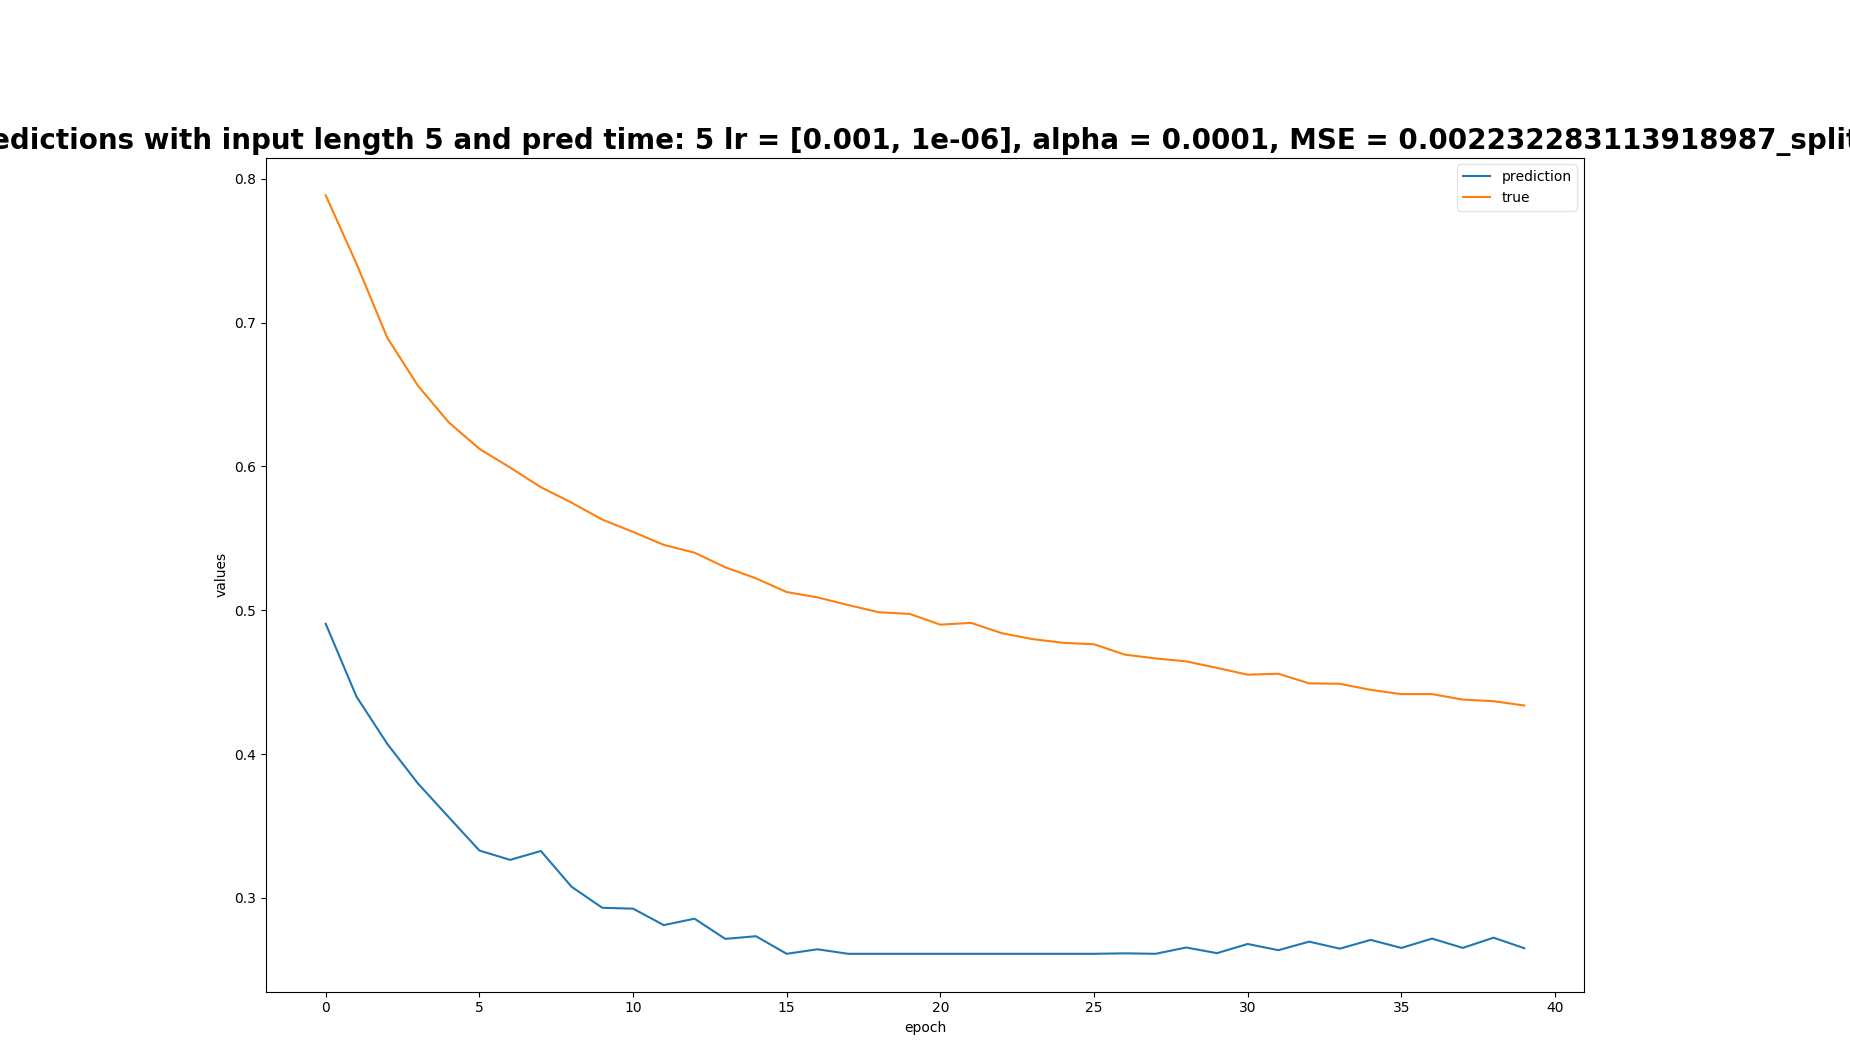 edictions with input length 5 and pred time: 5 lr = [0.001, 1e-06], alpha = 0.0001, MSE = 0.002232283113918987_split
prediction
true
0.8
0.7
0.6
0.5
0.4
0.3
values
0 5 10 15 20 25 30 35 40
epoch